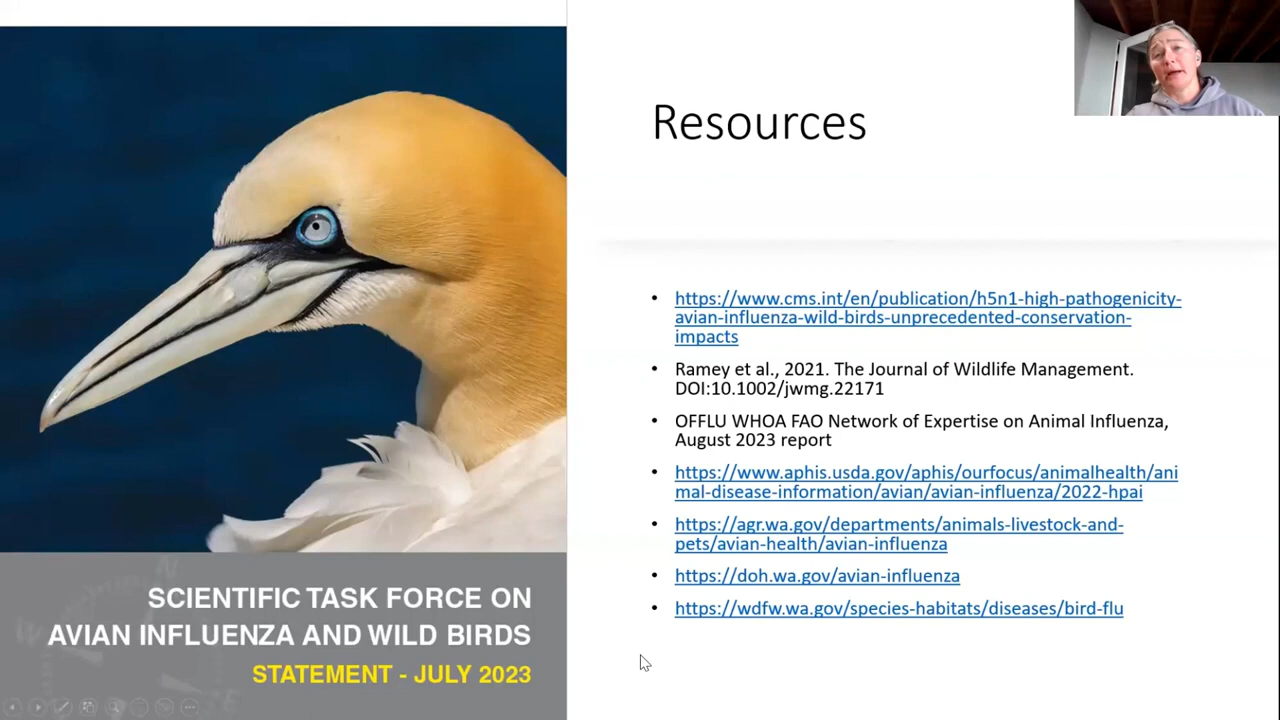 SCIENTIFIC TASK FORCE ON
AVIAN INFLUENZA AND WILD BIRDS
STATEMENT - JULY 2023
Resources
• https://www.cms.int/en/publication/h5n1-high-pathogenicity-
avian-influenza-wild-birds-unprecedented-conservation-
impacts
• Ramey et al., 2021. The Journal of Wildlife Management.
DOI:10.1002/jwmg.22171
• OFFLU WHOA FAO Network of Expertise on Animal Influenza,
August 2023 report
• https://www.aphis.usda.gov/aphis/ourfocus/animalhealth/ani
mal-disease-information/avian/avian-influenza/2022-hpai
• https://agr.wa.gov/departments/animals-livestock-and-
pets/avian-health/avian-influenza
• https://doh.wa.gov/avian-influenza
• https://wdfw.wa.gov/species-habitats/diseases/bird-flu